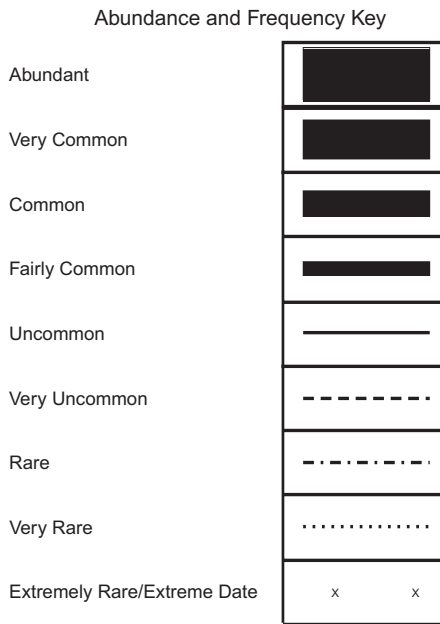 Abundance and Frequency Key
Abundant
Very Common
Common
Fairly Common
Uncommon
Very Uncommon
Rare
Very Rare
Extremely Rare/Extreme Date x x